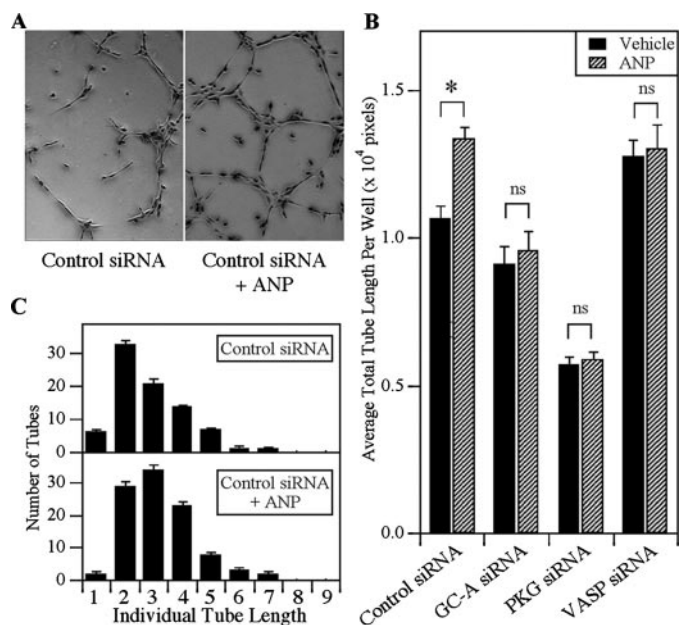 A
Control siRNA
Control siRNA
+ ANP
B
Vehicle
ANP
Average Total Tube Length Per Well (x 10⁴ pixels)
1.5
1.0
0.5
0.0
*
ns
ns
ns
Control siRNA
GC-A siRNA
PKG siRNA
VASP siRNA
C
Number of Tubes
30
20
10
0
Control siRNA
30
20
10
0
Control siRNA
+ ANP
1 2 3 4 5 6 7 8 9
Individual Tube Length